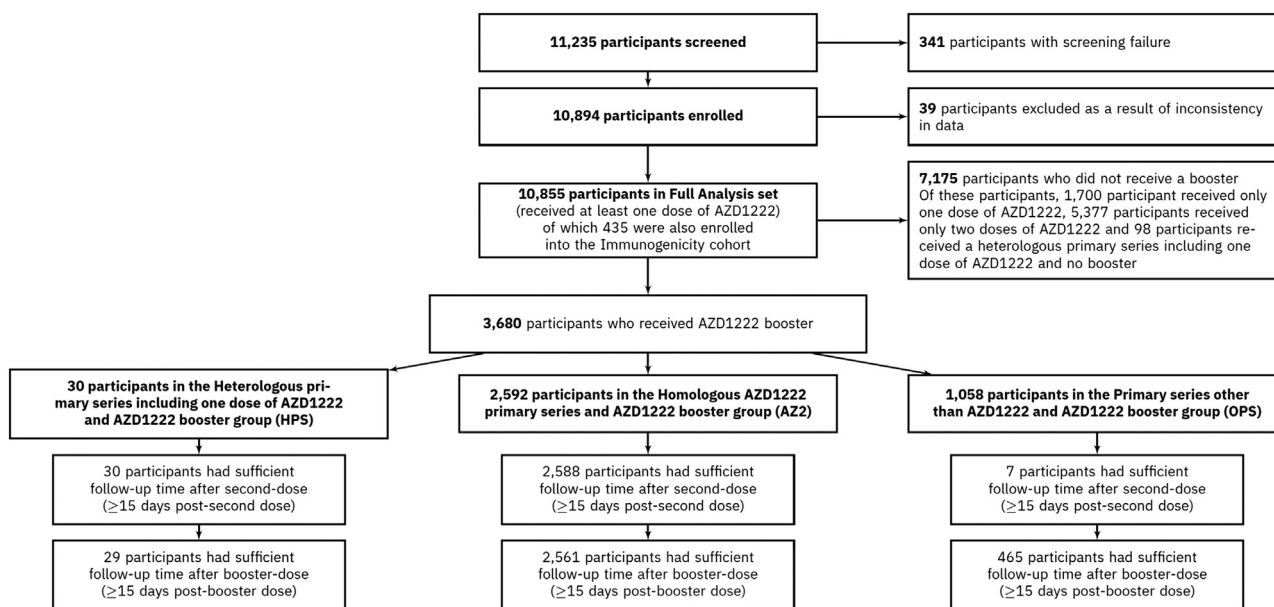 11,235 participants screened
341 participants with screening failure
10,894 participants enrolled
39 participants excluded as a result of inconsistency
in data
10,855 participants in Full Analysis set
(received at least one dose of AZD1222)
of which 435 were also enrolled
into the Immunogenicity cohort
7,175 participants who did not receive a booster
Of these participants, 1,700 participant received only
one dose of AZD1222, 5,377 participants received
only two doses of AZD1222 and 98 participants re-
ceived a heterologous primary series including one
dose of AZD1222 and no booster
3,680 participants who received AZD1222 booster
30 participants in the Heterologous pri-
mary series including one dose of AZD1222
and AZD1222 booster group (HPS)
2,592 participants in the Homologous AZD1222
primary series and AZD1222 booster group (AZ2)
1,058 participants in the Primary series other
than AZD1222 and AZD1222 booster group (OPS)
30 participants had sufficient
follow-up time after second-dose
(≥15 days post-second dose)
2,588 participants had sufficient
follow-up time after second-dose
(≥15 days post-second dose)
7 participants had sufficient
follow-up time after second-dose
(≥15 days post-second dose)
29 participants had sufficient
follow-up time after booster-dose
(≥15 days post-booster dose)
2,561 participants had sufficient
follow-up time after booster-dose
(≥15 days post-booster dose)
465 participants had sufficient
follow-up time after booster-dose
(≥15 days post-booster dose)